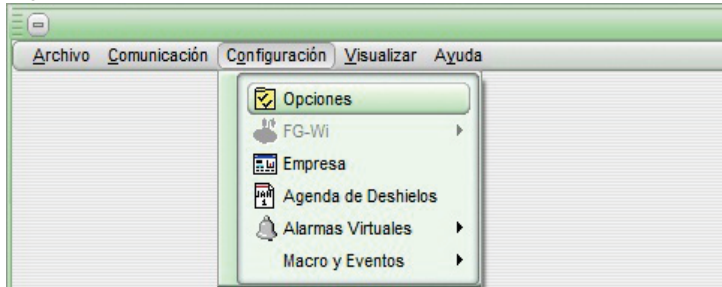 Archivo Comunicación Configuración Visualizar Ayuda
Opciones
FG-Wi
Empresa
Agenda de Deshielos
Alarmas Virtuales
Macro y Eventos